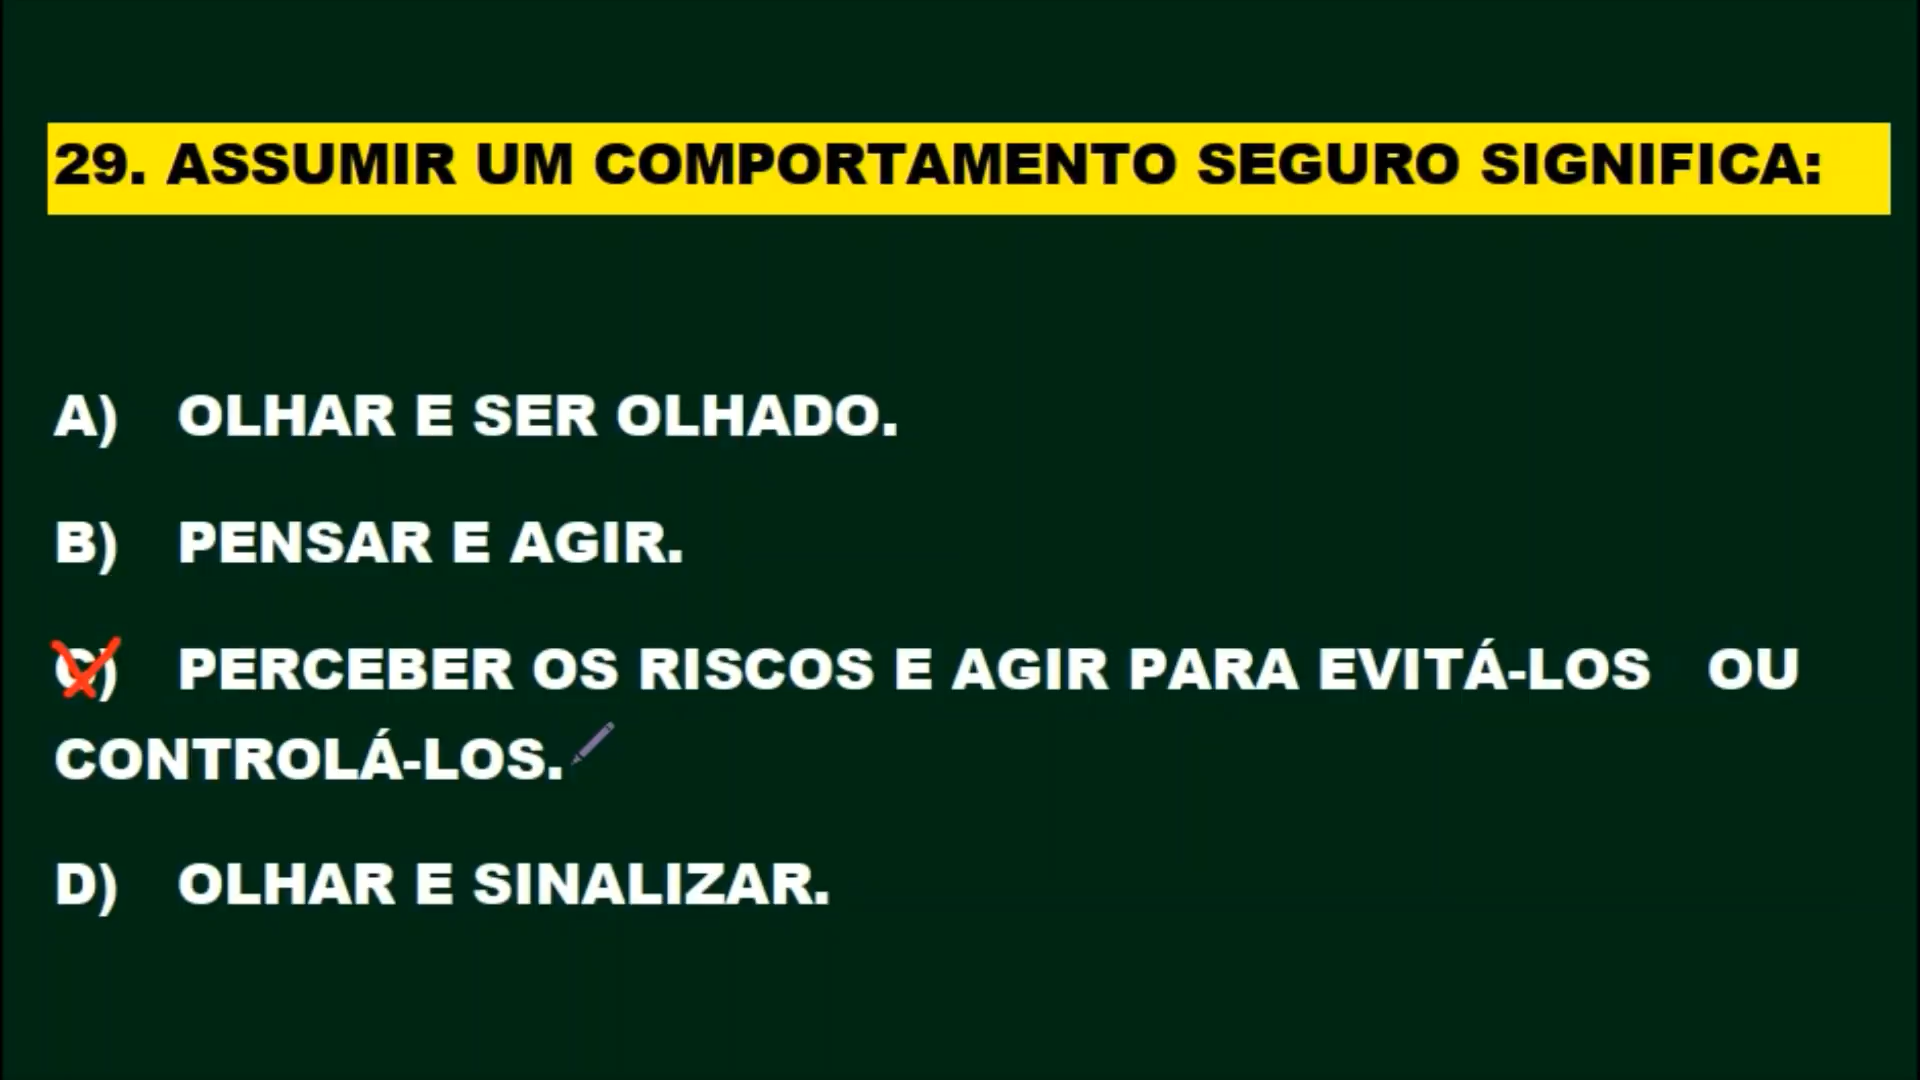 29. ASSUMIR UM COMPORTAMENTO SEGURO SIGNIFICA:
A) OLHAR E SER OLHADO.
B) PENSAR E AGIR.
C) PERCEBER OS RISCOS E AGIR PARA EVITÁ-LOS OU
CONTROLÁ-LOS.
D) OLHAR E SINALIZAR.